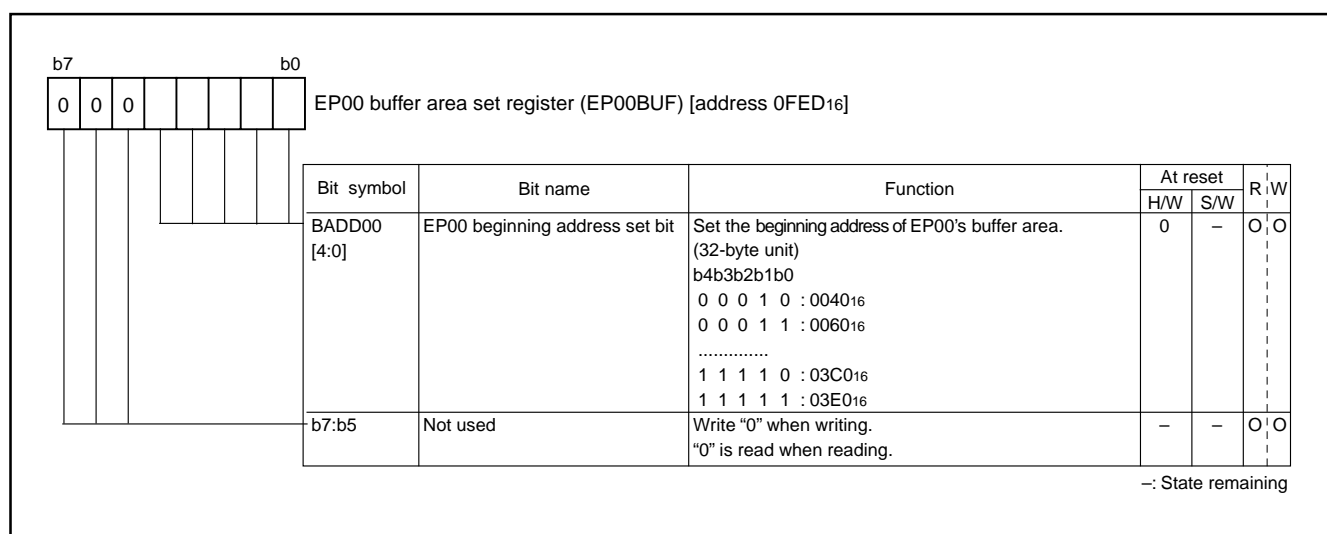 b7 b0
0 0 0
EP00 buffer area set register (EP00BUF) [address 0FED16]
Bit symbol Bit name Function At reset R W
H/W S/W
BADD00 EP00 beginning address set bit Set the beginning address of EP00's buffer area. 0 – O O
[4:0] (32-byte unit)
b4b3b2b1b0
0 0 0 1 0 : 004016
0 0 0 1 1 : 006016
..............
1 1 1 1 0 : 03C016
1 1 1 1 1 : 03E016
b7:b5 Not used Write “0” when writing. – – O O
“0” is read when reading.
–: State remaining